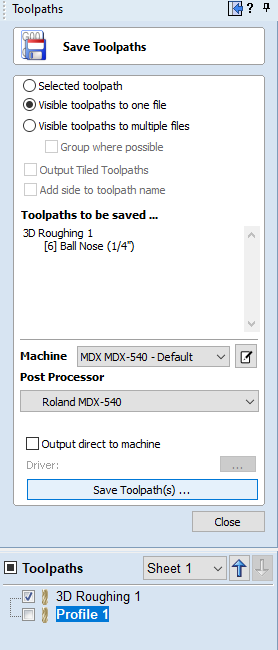 Toolpaths
?
G00
Save Toolpaths
Selected toolpath
Visible toolpaths to one file
Visible toolpaths to multiple files
Group where possible
Output Tiled Toolpaths
Add side to toolpath name
Toolpaths to be saved ...
3D Roughing 1
[6] Ball Nose (1/4")
Machine MDX MDX-540 - Default
Post Processor
Roland MDX-540
Output direct to machine
Driver: ...
Save Toolpath(s) ...
Close
Toolpaths Sheet 1
3D Roughing 1
Profile 1